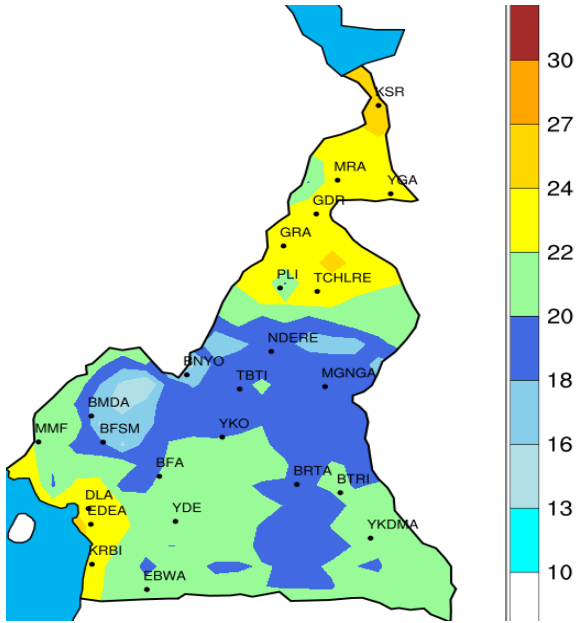 KSR
MRA
YGA
GDR
GRA
PLI
TCHLRE
NDERE
BNYO
TBTI
MGNGA
BMDA
MMF
BFSM
YKO
BFA
BRTA
BTRI
DLA
EDEA
YDE
YKDMA
KRBI
EBWA
30
27
24
22
20
18
16
13
10